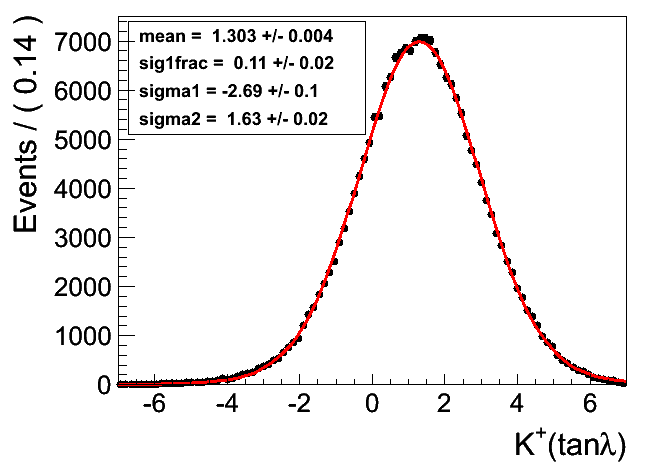 Events / ( 0.14 )
7000
6000
5000
4000
3000
2000
1000
0
mean = 1.303 +/- 0.004
sig1frac = 0.11 +/- 0.02
sigma1 = -2.69 +/- 0.1
sigma2 = 1.63 +/- 0.02
-6 -4 -2 0 2 4 6
K⁺(tanλ)